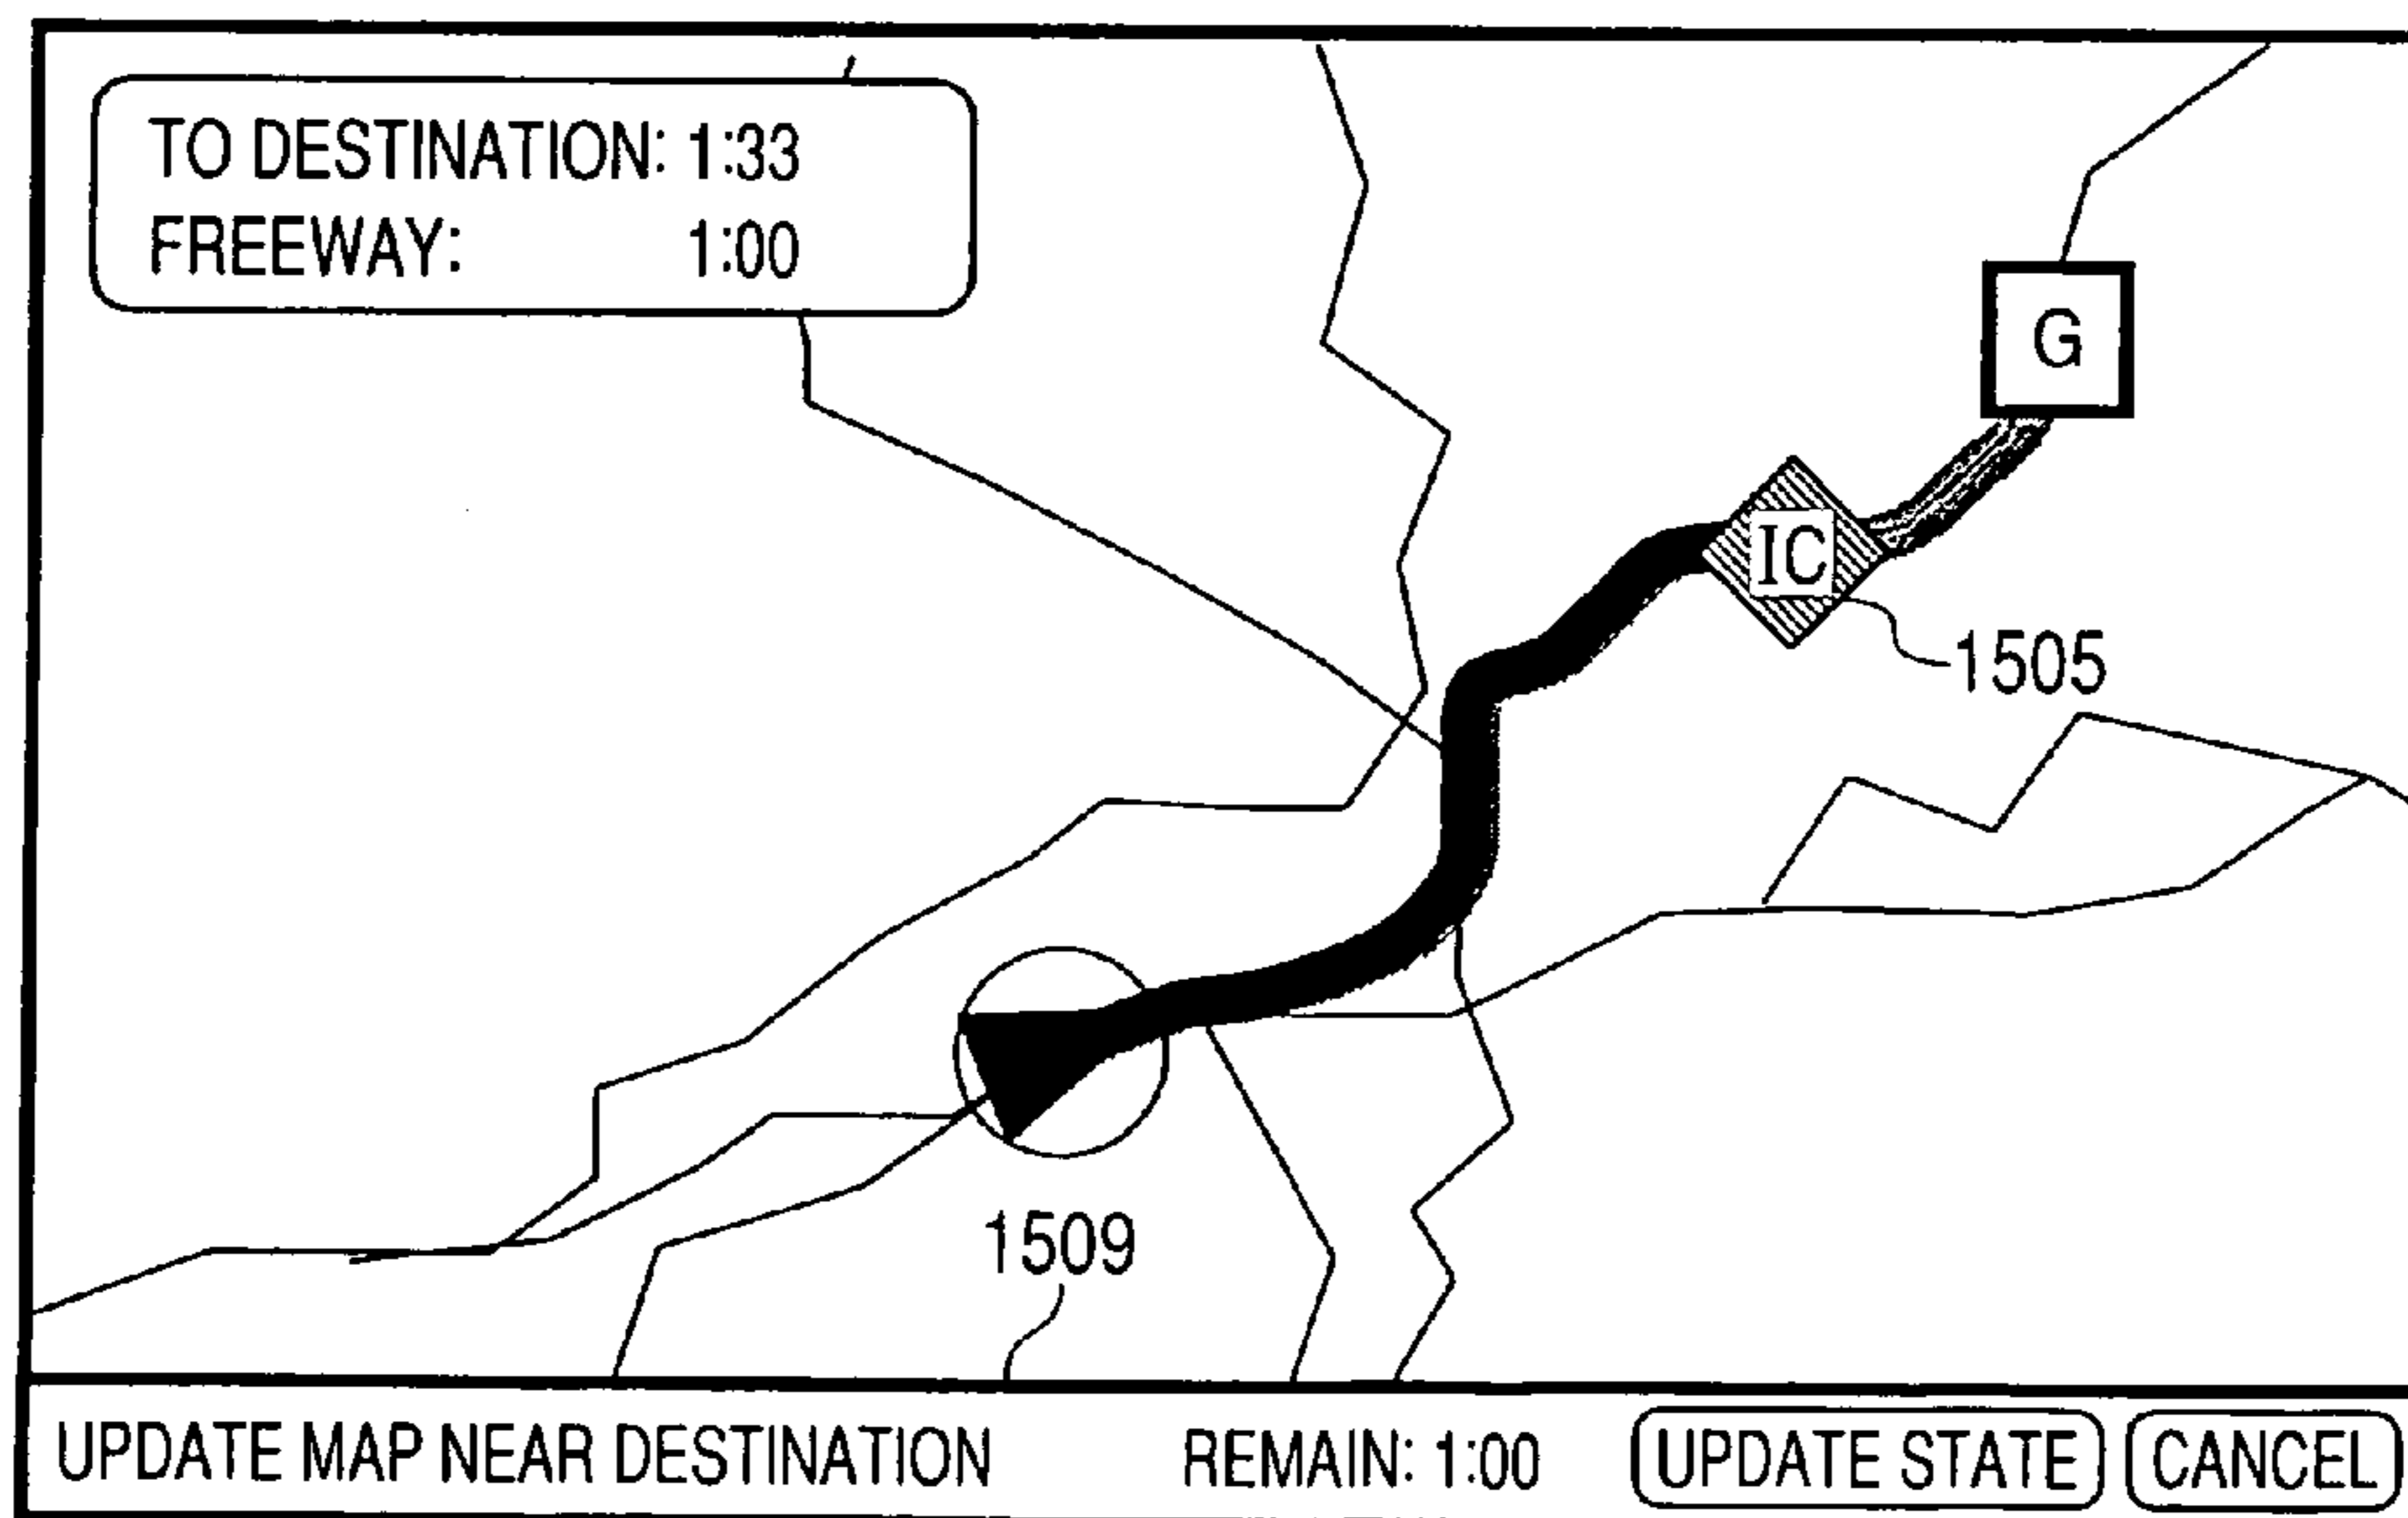 TO DESTINATION: 1:33
FREEWAY: 1:00
G
IC
1505
1509
UPDATE MAP NEAR DESTINATION REMAIN: 1:00 UPDATE STATE CANCEL